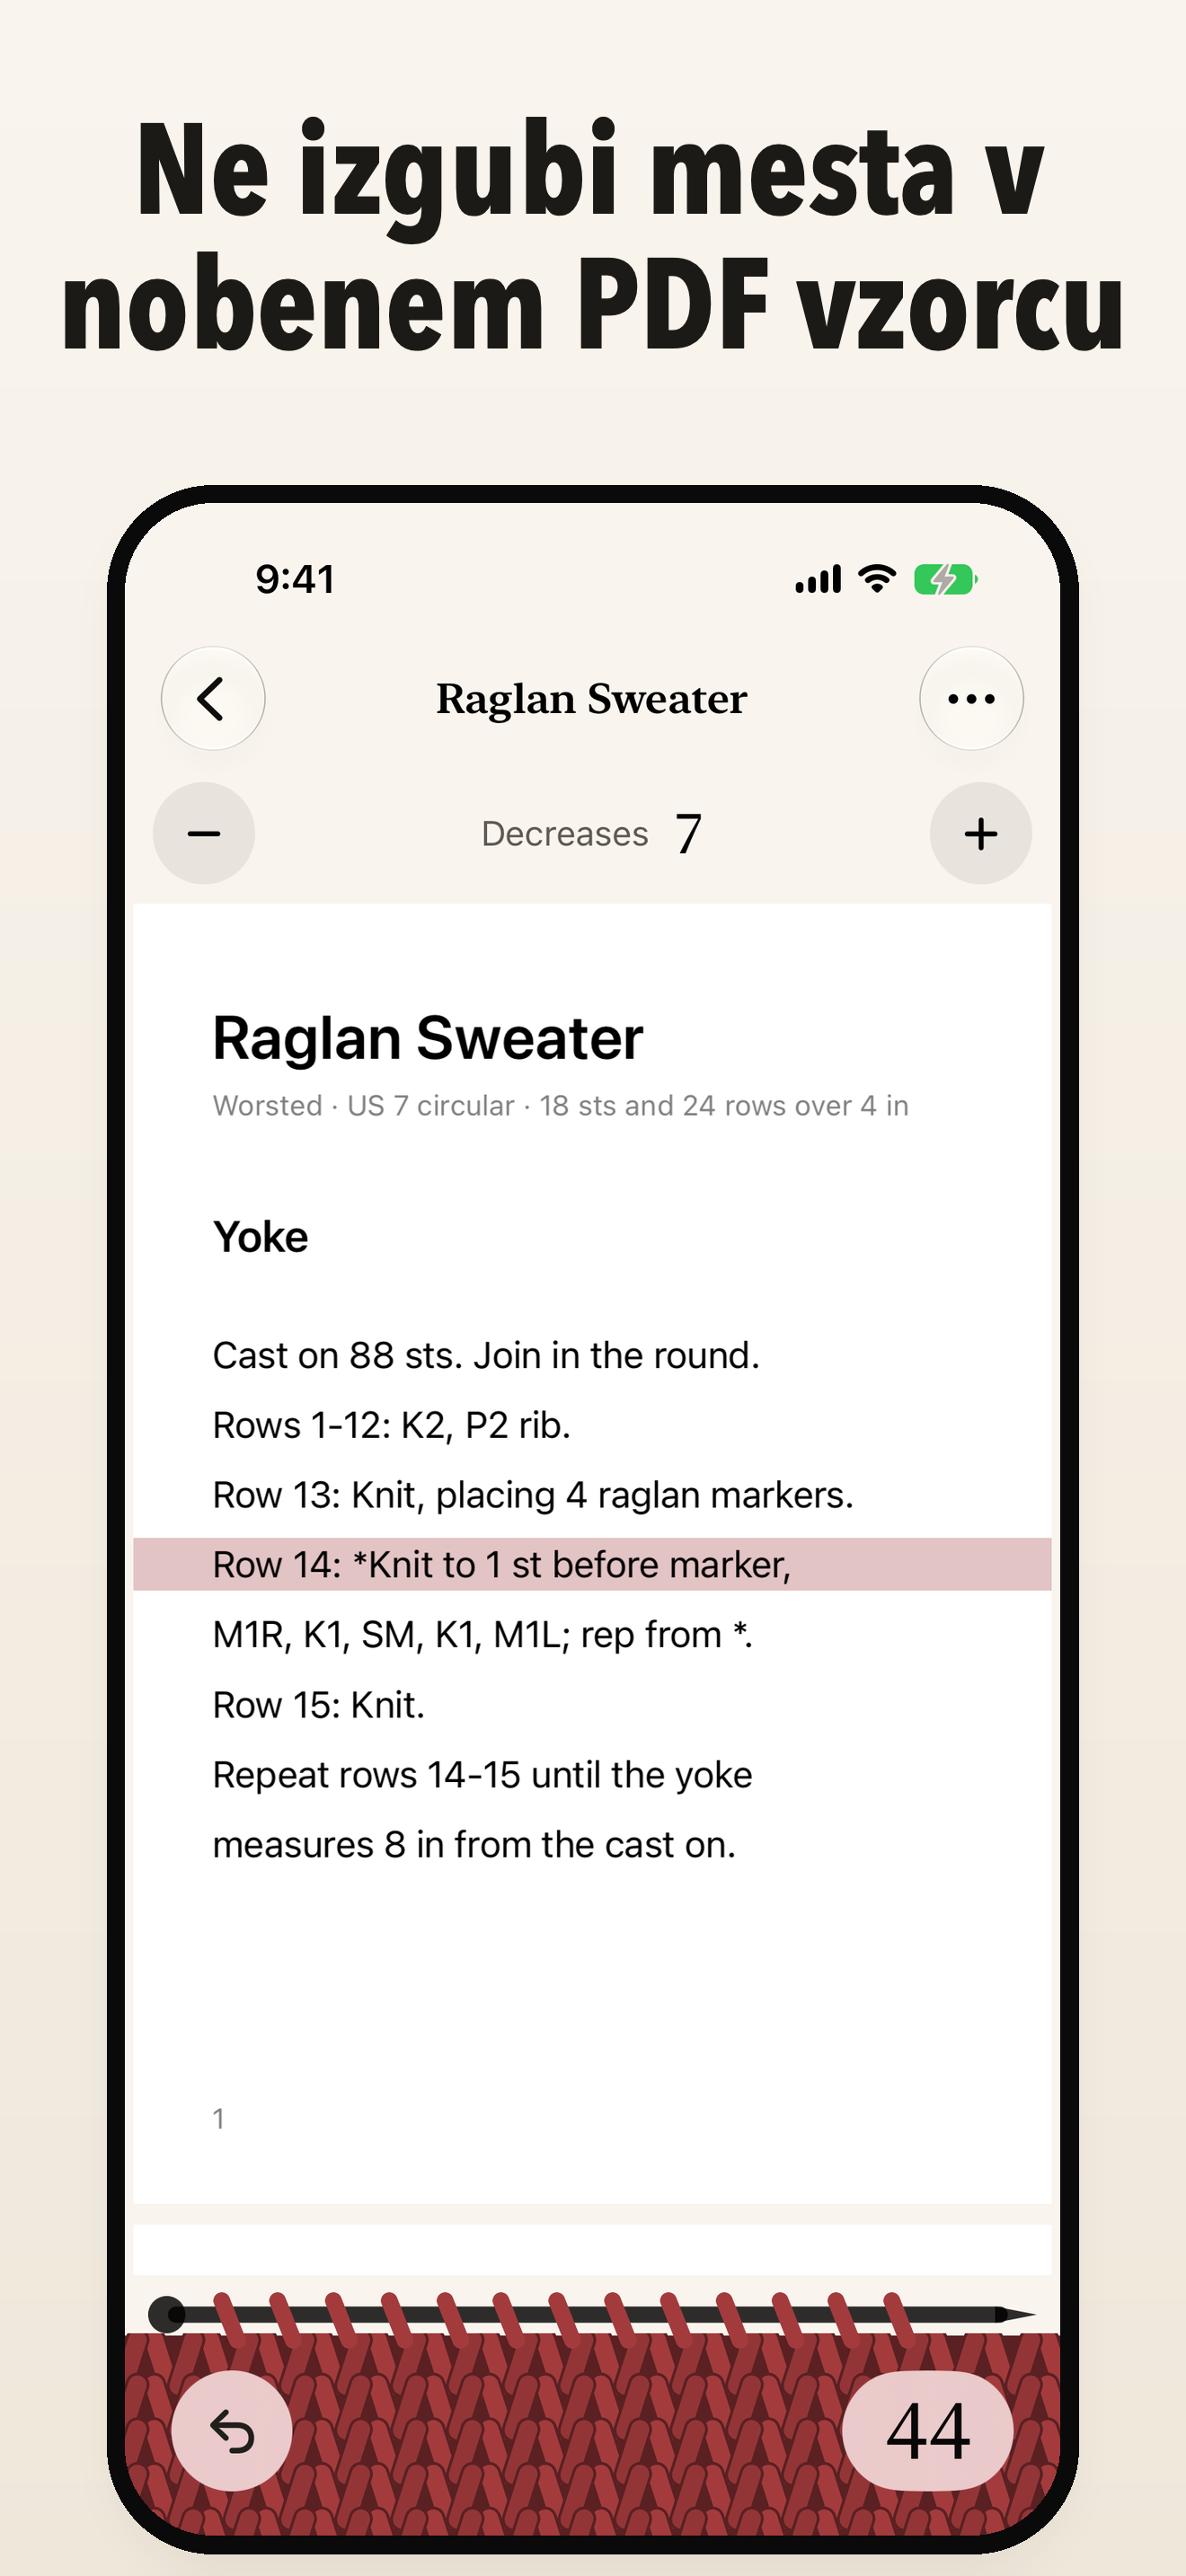 Ne izgubi mesta v
nobenem PDF vzorcu
9:41
Raglan Sweater
Decreases 7
Raglan Sweater
Worsted · US 7 circular · 18 sts and 24 rows over 4 in
Yoke
Cast on 88 sts. Join in the round.
Rows 1-12: K2, P2 rib.
Row 13: Knit, placing 4 raglan markers.
Row 14: *Knit to 1 st before marker,
M1R, K1, SM, K1, M1L; rep from *.
Row 15: Knit.
Repeat rows 14-15 until the yoke
measures 8 in from the cast on.
1
44